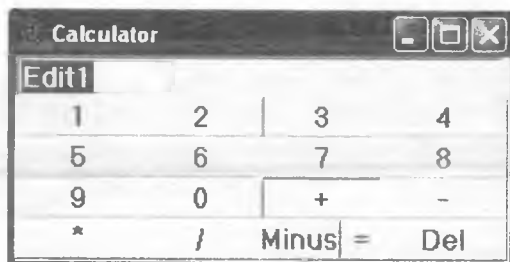 Calculator
Edit1
1 2 3 4
5 6 7 8
9 0 + -
* / Minus = Del